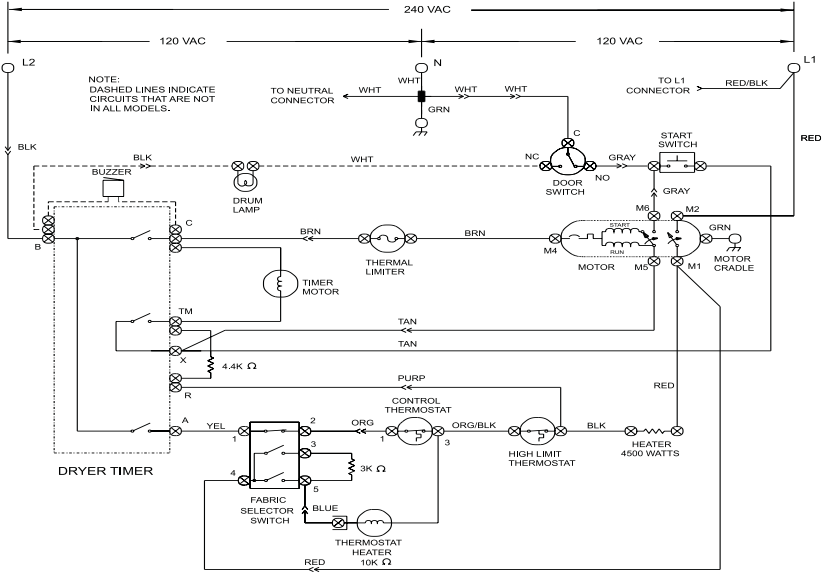 240 VAC
120 VAC
120 VAC
L2
N
L1
NOTE:
DASHED LINES INDICATE
CIRCUITS THAT ARE NOT
IN ALL MODELS.
TO NEUTRAL
CONNECTOR
WHT
WHT
WHT
WHT
GRN
TO L1
CONNECTOR
RED/BLK
RED
BLK
BUZZER
BLK
DRUM
LAMP
WHT
C
NC
NO
DOOR
SWITCH
GRAY
START
SWITCH
GRAY
M6
M2
C
B
BRN
THERMAL
LIMITER
BRN
M4
START
RUN
MOTOR
M5
M1
GRN
MOTOR
CRADLE
TIMER
MOTOR
TM
TAN
TAN
X
4.4K Ω
R
PURP
RED
A
YEL
1
2
ORG
CONTROL
THERMOSTAT
1
3
ORG/BLK
HIGH LIMIT
THERMOSTAT
BLK
HEATER
4500 WATTS
3
3K Ω
4
5
DRYER TIMER
FABRIC
SELECTOR
SWITCH
BLUE
THERMOSTAT
HEATER
10K Ω
RED